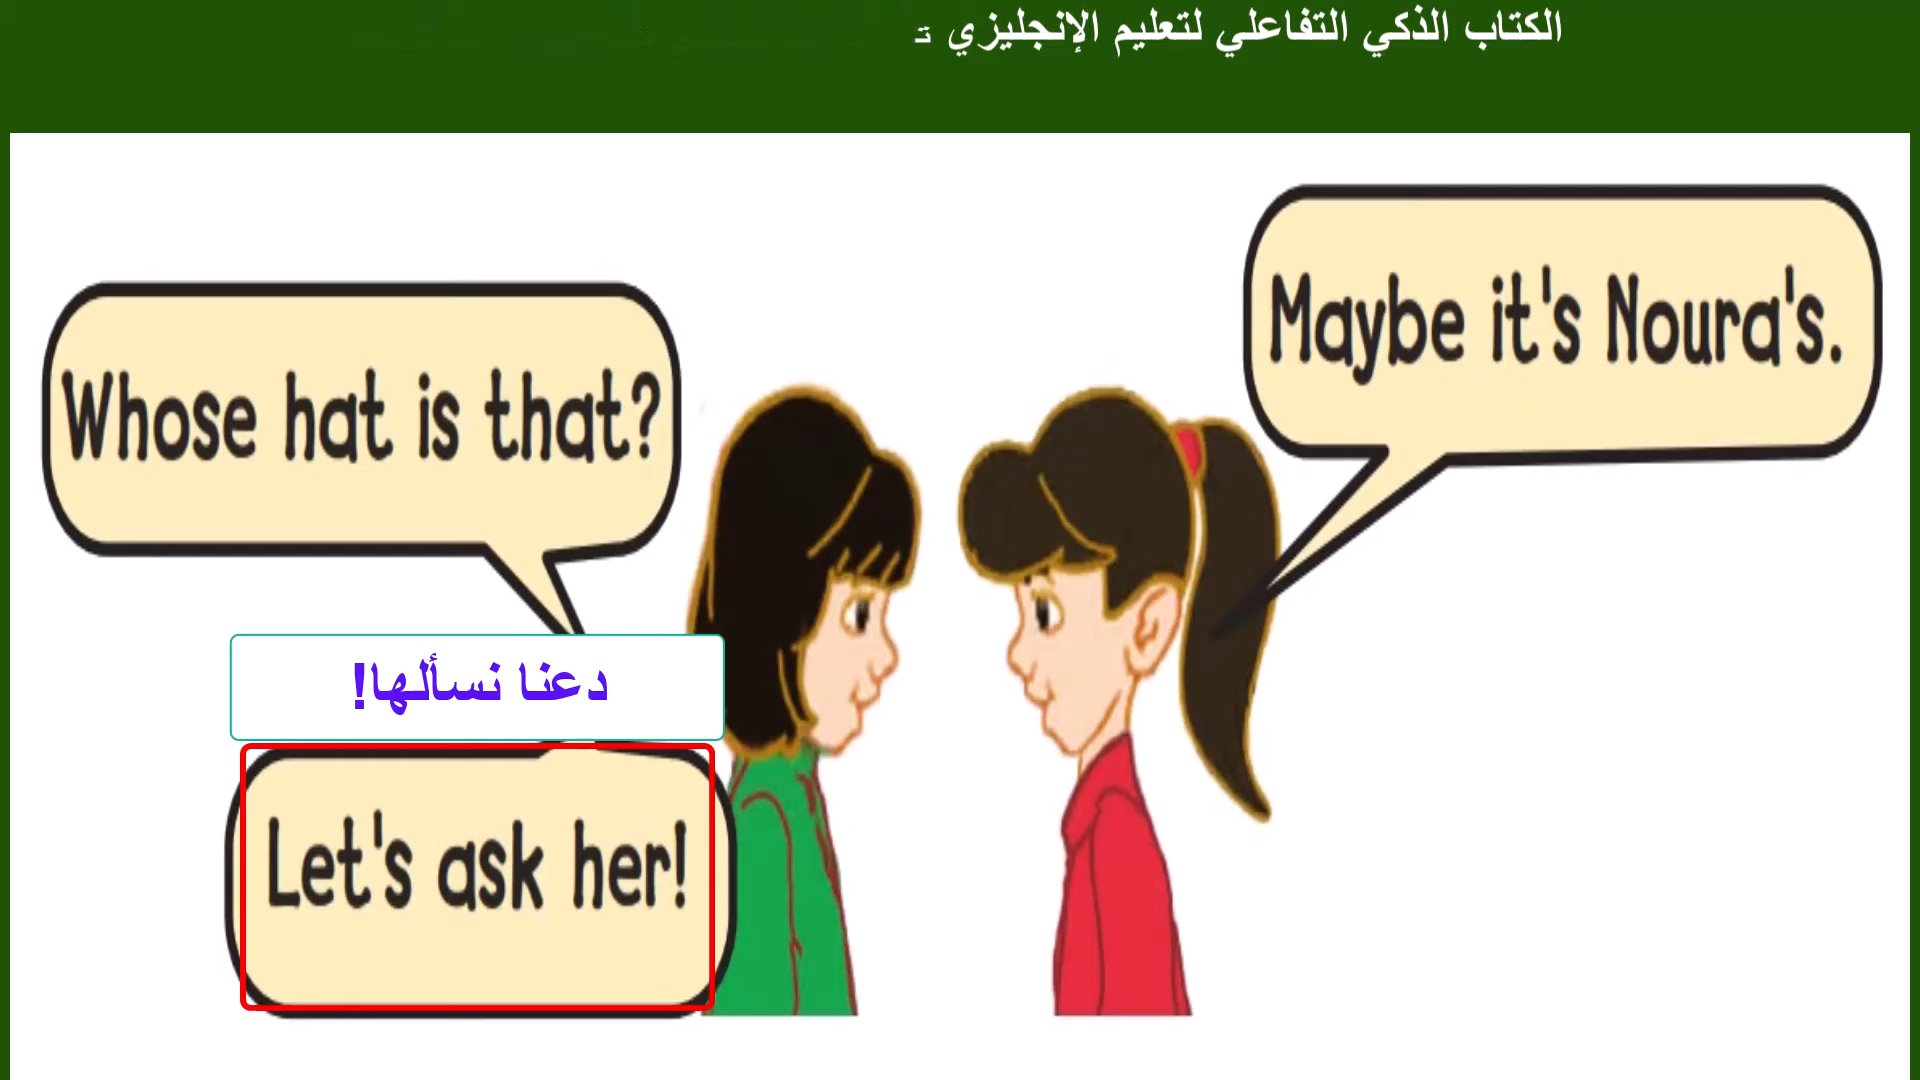 الكتاب الذكي التفاعلي لتعليم الإنجليزي
Whose hat is that?
Maybe it's Noura's.
دعنا نسألها!
Let's ask her!